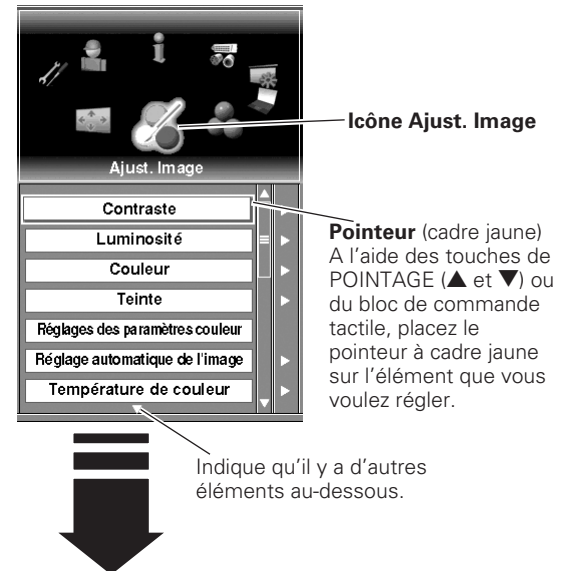 Icône Ajust. Image
Ajust. Image
Contraste
Luminosité
Couleur
Teinte
Réglages des paramètres couleur
Réglage automatique de l'image
Température de couleur
Pointeur (cadre jaune)
A l’aide des touches de
POINTAGE (▲ et ▼) ou
du bloc de commande
tactile, placez le
pointeur à cadre jaune
sur l’élément que vous
voulez régler.
Indique qu’il y a d’autres
éléments au-dessous.